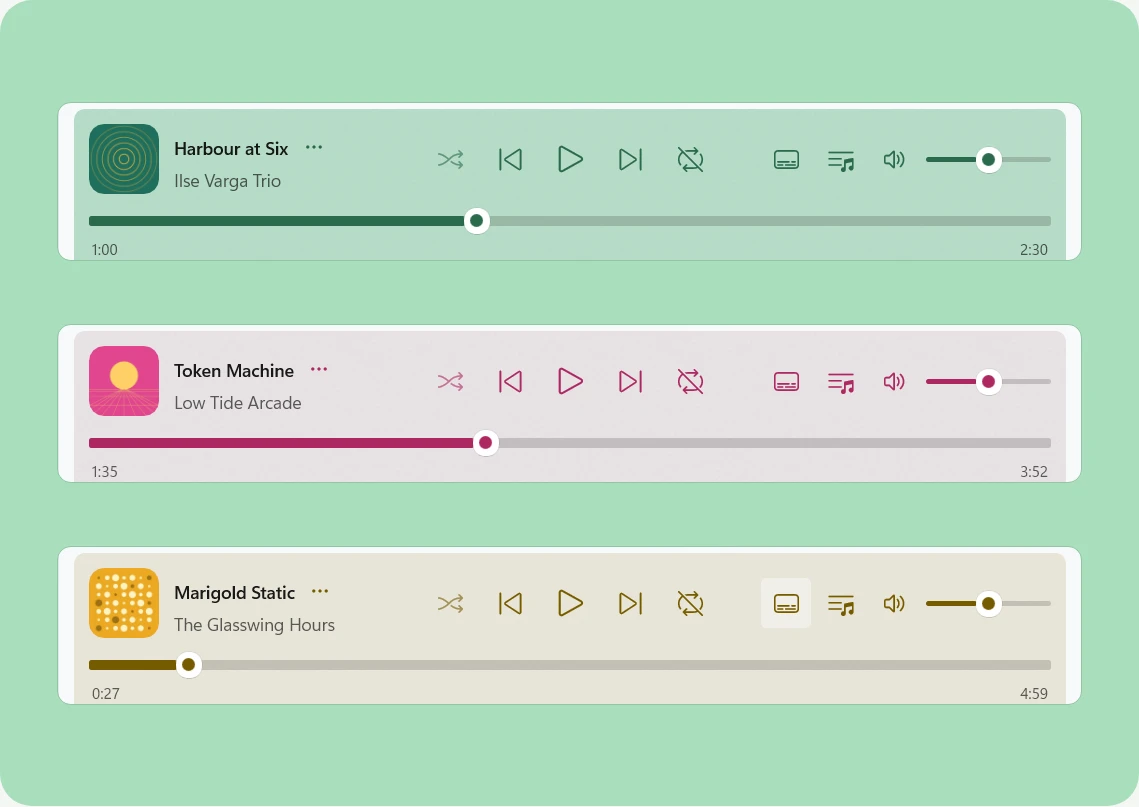 Harbour at Six
Ilse Varga Trio
1:00
2:30
Token Machine
Low Tide Arcade
1:35
3:52
Marigold Static
The Glasswing Hours
0:27
4:59